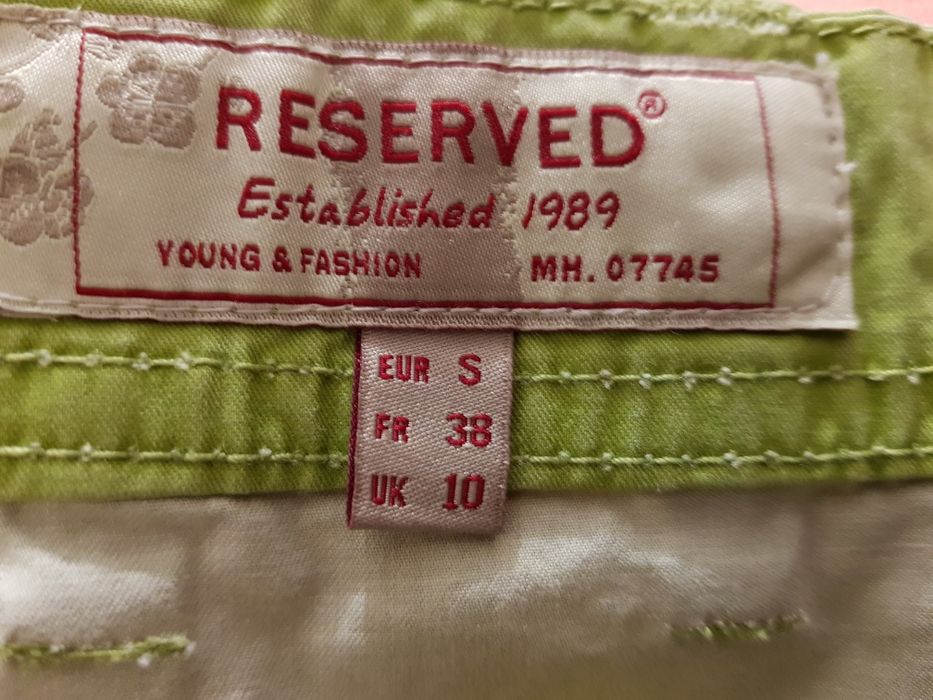 RESERVED®
Established 1989
YOUNG & FASHION MH. 07745
EUR S
FR 38
UK 10